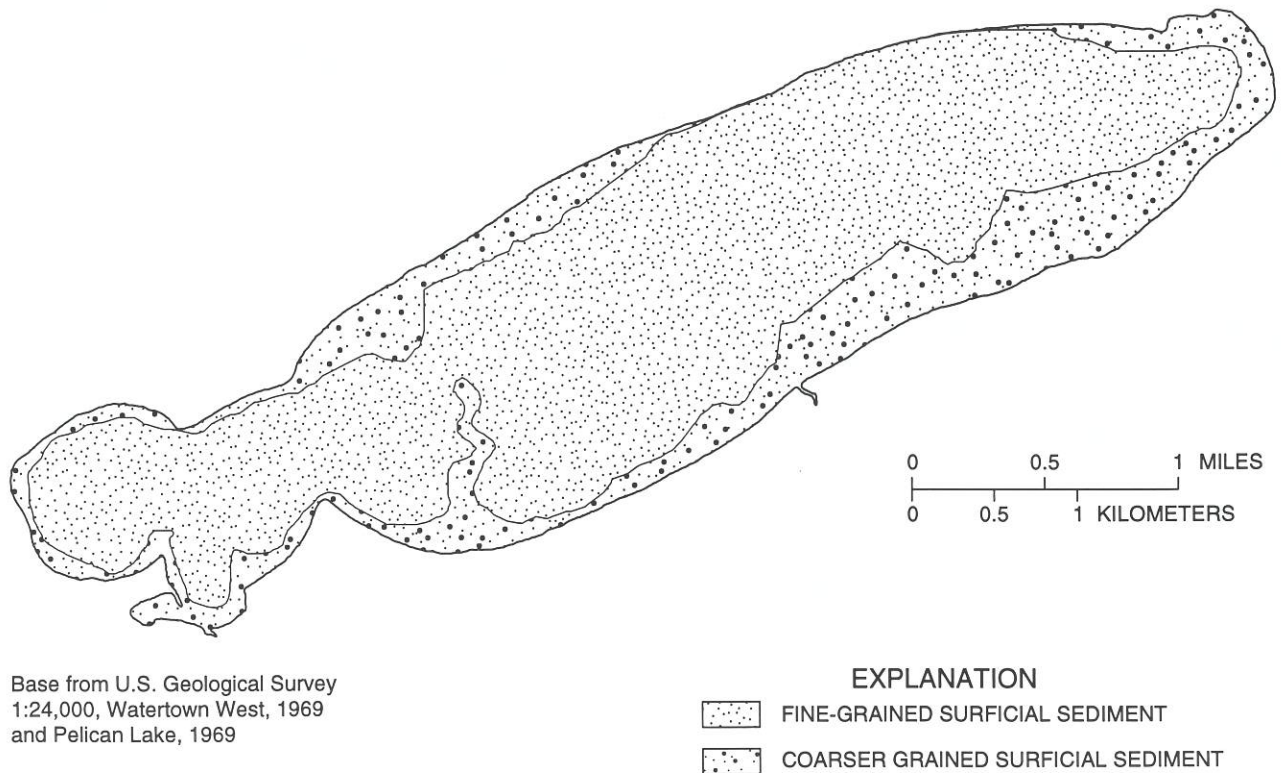 0 0.5 1 MILES
0 0.5 1 KILOMETERS
Base from U.S. Geological Survey
1:24,000, Watertown West, 1969
and Pelican Lake, 1969
EXPLANATION
FINE-GRAINED SURFICIAL SEDIMENT
COARSER GRAINED SURFICIAL SEDIMENT